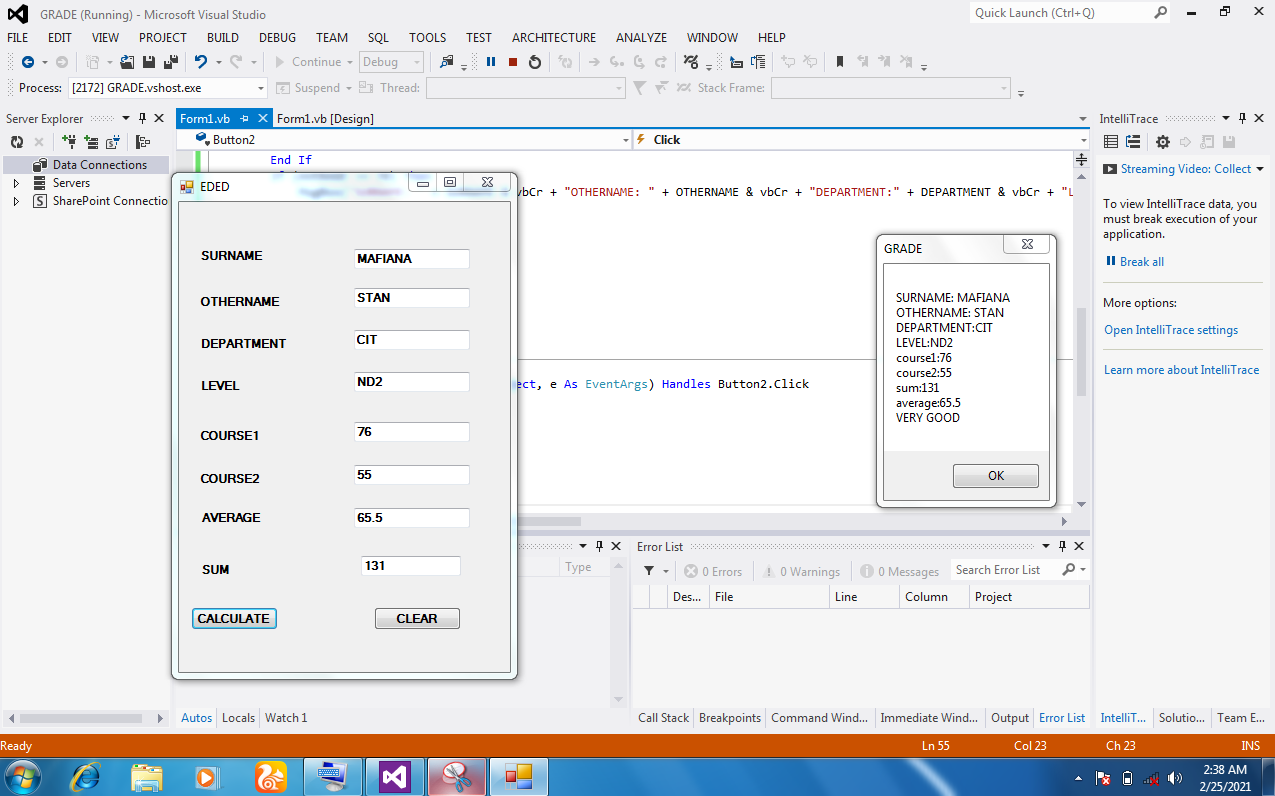 GRADE (Running) - Microsoft Visual Studio
Quick Launch (Ctrl+Q)
FILE EDIT VIEW PROJECT BUILD DEBUG TEAM SQL TOOLS TEST ARCHITECTURE ANALYZE WINDOW HELP
Continue Debug
Process: [2172] GRADE.vshost.exe Suspend Thread: Stack Frame:
Server Explorer
Data Connections
Servers
SharePoint Connectio
Form1.vb Form1.vb [Design]
Button2 Click
End If
vbCr + "OTHERNAME: " + OTHERNAME & vbCr + "DEPARTMENT:" + DEPARTMENT & vbCr + "L
ect, e As EventArgs) Handles Button2.Click
EDED
SURNAME MAFIANA
OTHERNAME STAN
DEPARTMENT CIT
LEVEL ND2
COURSE1 76
COURSE2 55
AVERAGE 65.5
SUM 131
CALCULATE CLEAR
GRADE
SURNAME: MAFIANA
OTHERNAME: STAN
DEPARTMENT:CIT
LEVEL:ND2
course1:76
course2:55
sum:131
average:65.5
VERY GOOD
OK
IntelliTrace
Streaming Video: Collect
To view IntelliTrace data, you
must break execution of your
application.
Break all
More options:
Open IntelliTrace settings
Learn more about IntelliTrace
Type
Autos Locals Watch 1
Error List
0 Errors 0 Warnings 0 Messages Search Error List
Des... File Line Column Project
Call Stack Breakpoints Command Wind... Immediate Wind... Output Error List
IntelliT... Solutio... Team E...
Ready Ln 55 Col 23 Ch 23 INS
2:38 AM
2/25/2021